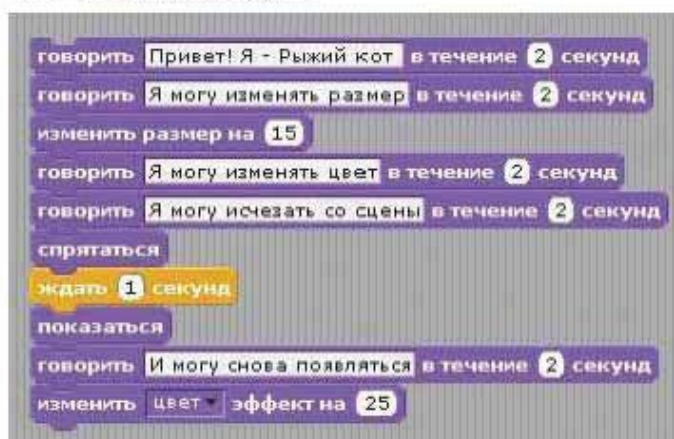 говорить Привет! Я - Рыжий кот в течение 2 секунд
говорить Я могу изменять размер в течение 2 секунд
изменить размер на 15
говорить Я могу изменять цвет в течение 2 секунд
говорить Я могу исчезать со сцены в течение 2 секунд
спрятаться
ждать 1 секунд
показаться
говорить И могу снова появляться в течение 2 секунд
изменить цвет эффект на 25